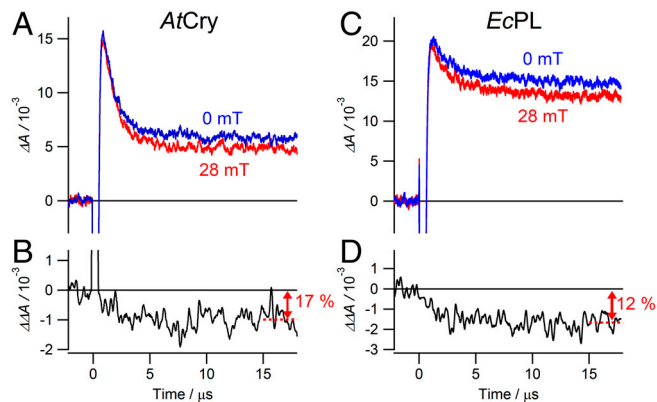 A AtCry
15
10
5
0
ΔA / 10⁻³
0 mT
28 mT
B
1
0
-1
-2
ΔΔA / 10⁻³
17 %
0 5 10 15
Time / μs
C EcPL
20
15
10
5
0
ΔA / 10⁻³
0 mT
28 mT
D
1
0
-1
-2
-3
ΔΔA / 10⁻³
12 %
0 5 10 15
Time / μs